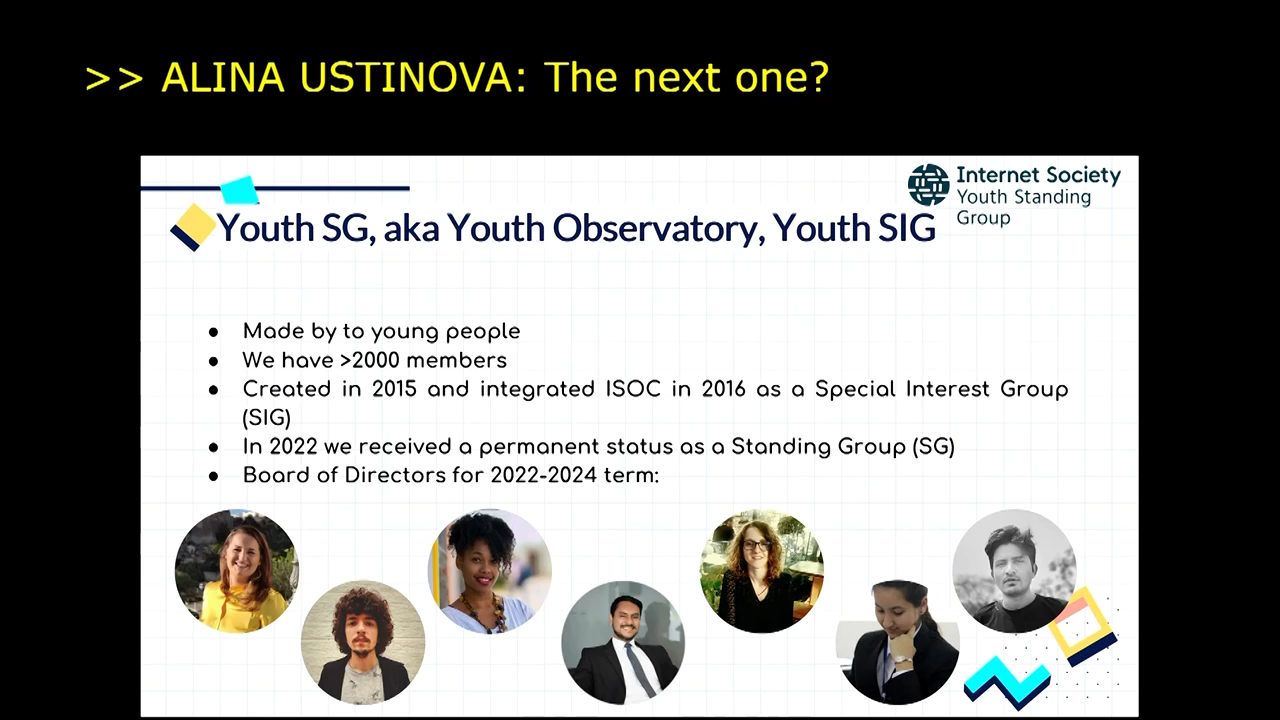 >> ALINA USTINOVA: The next one?
Internet Society
Youth Standing
Group
Youth SG, aka Youth Observatory, Youth SIG
● Made by to young people
● We have >2000 members
● Created in 2015 and integrated ISOC in 2016 as a Special Interest Group
(SIG)
● In 2022 we received a permanent status as a Standing Group (SG)
● Board of Directors for 2022-2024 term: